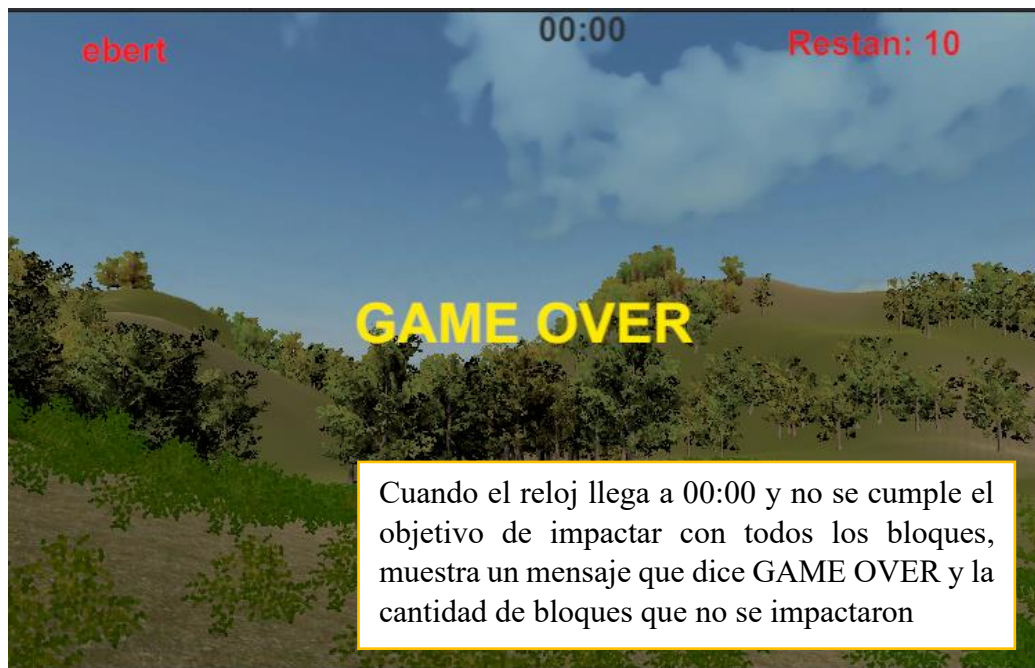 ebert
00:00
Restan: 10
GAME OVER
Cuando el reloj llega a 00:00 y no se cumple el
objetivo de impactar con todos los bloques,
muestra un mensaje que dice GAME OVER y la
cantidad de bloques que no se impactaron